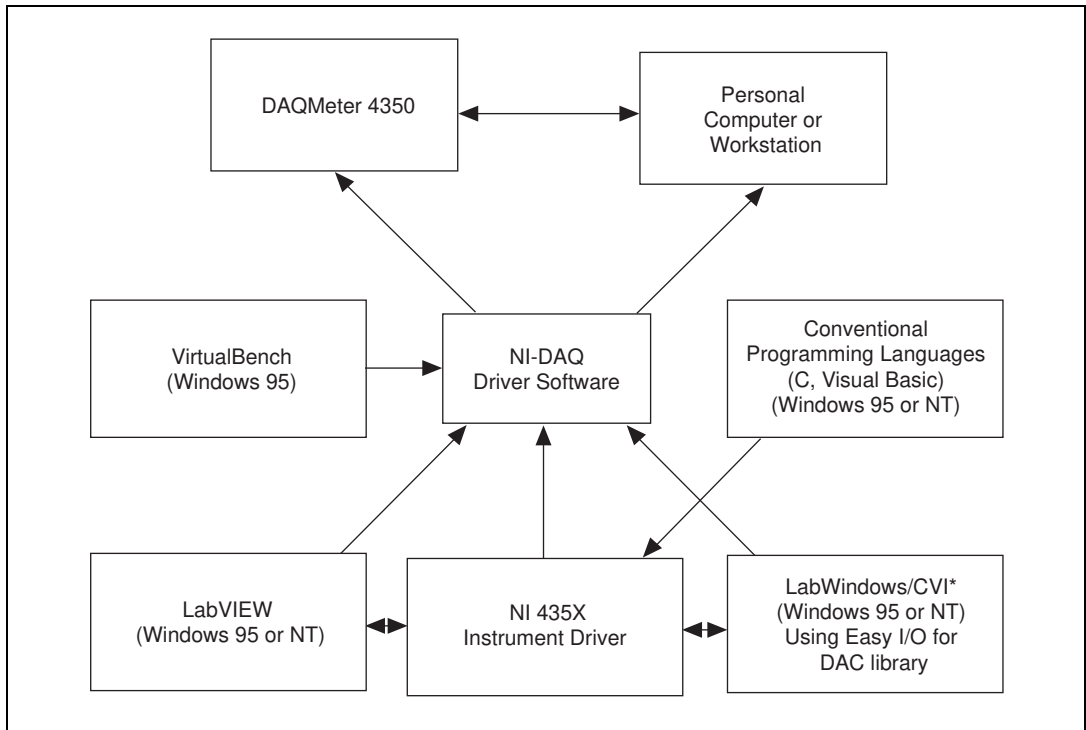 DAQMeter 4350
Personal
Computer or
Workstation
VirtualBench
(Windows 95)
NI-DAQ
Driver Software
Conventional
Programming Languages
(C, Visual Basic)
(Windows 95 or NT)
LabVIEW
(Windows 95 or NT)
NI 435X
Instrument Driver
LabWindows/CVI*
(Windows 95 or NT)
Using Easy I/O for
DAC library